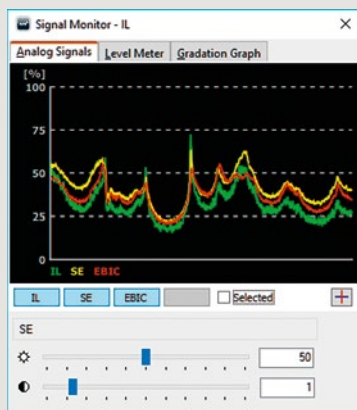 Signal Monitor - IL
Analog Signals Level Meter Gradation Graph
[%]
100
75
50
25
0
IL SE EBIC
IL SE EBIC Selected
SE
50
1